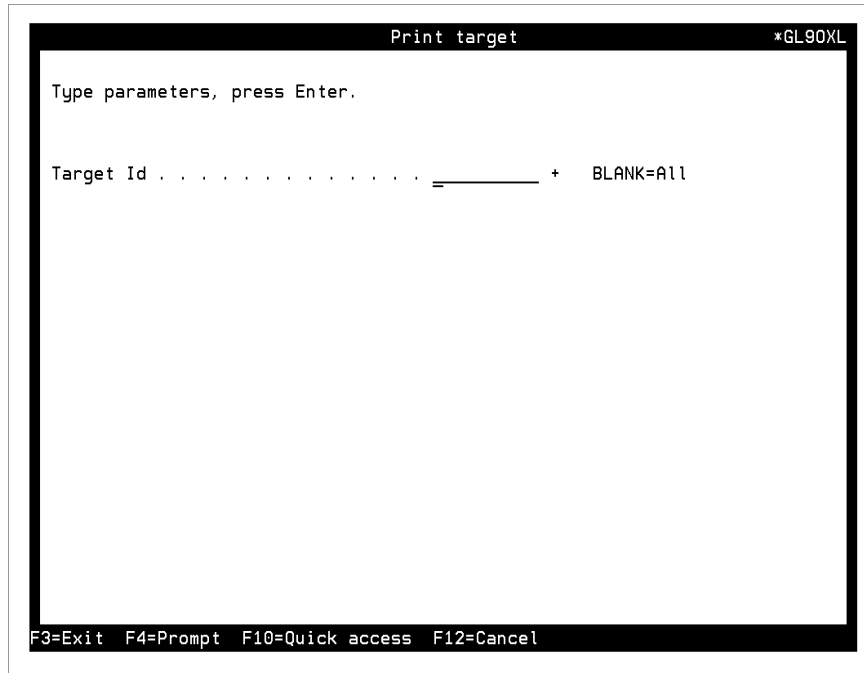 Print target *GL90XL
Type parameters, press Enter.
Target Id . . . . . . . . . . . . . __________ + BLANK=All
F3=Exit F4=Prompt F10=Quick access F12=Cancel